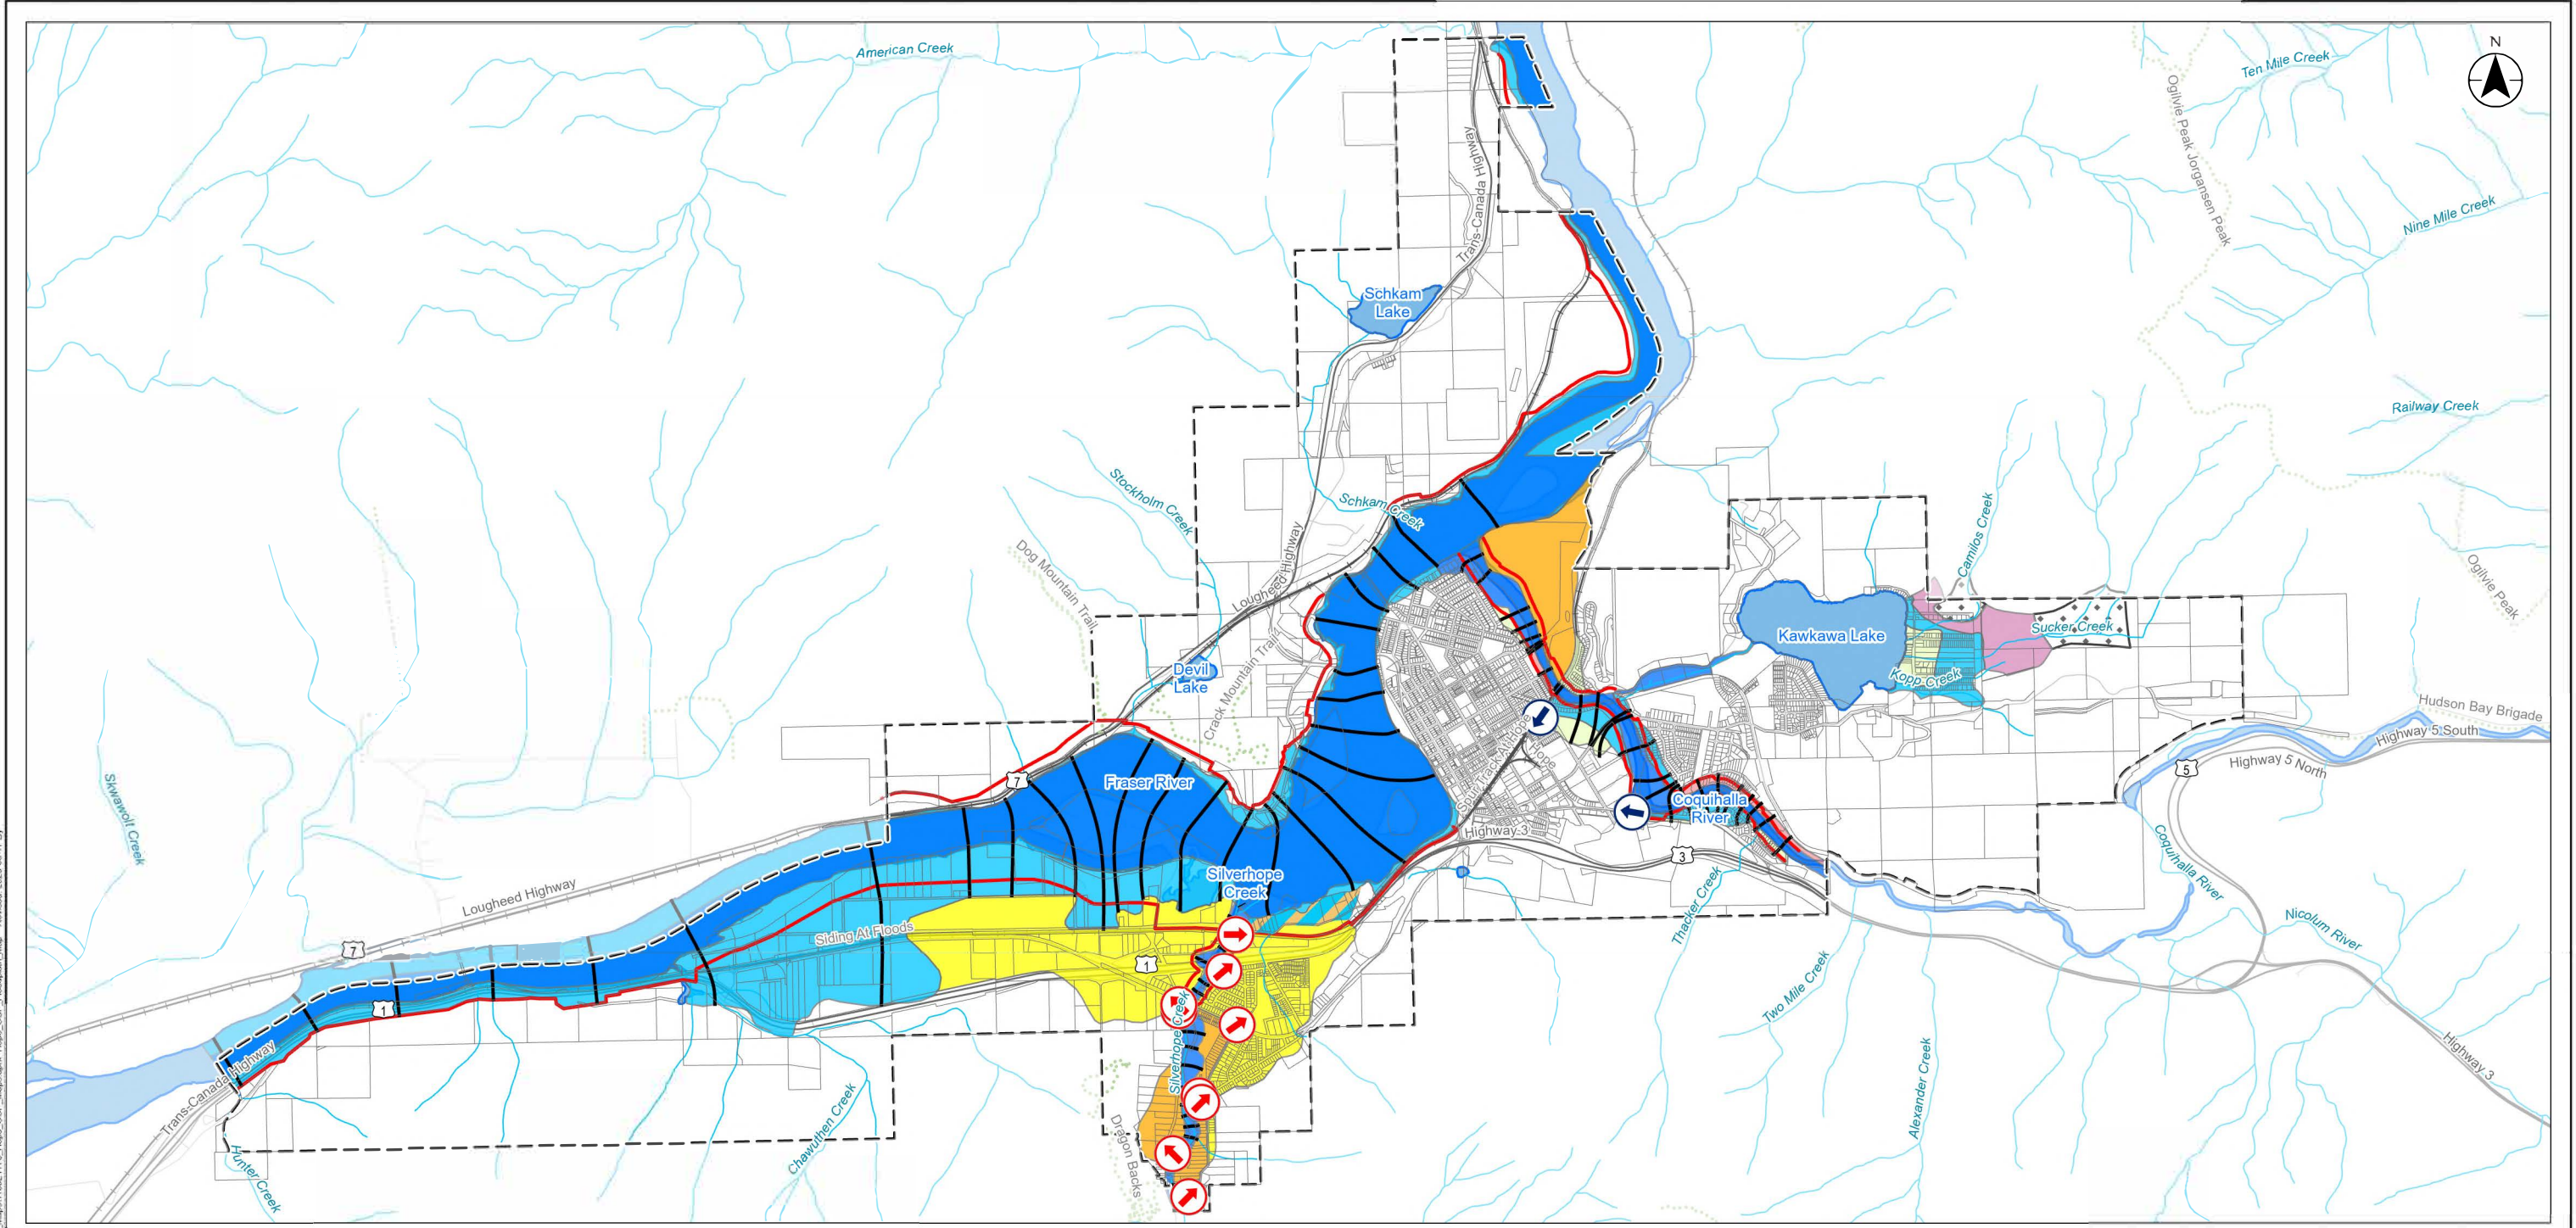 American Creek
N
Ten Mile Creek
Ogilvie Peak Jorgansen Peak
Trans-Canada Highway
Nine Mile Creek
Schkam
Lake
Railway Creek
Stockholm Creek
Schkam Creek
Camilos Creek
Dog Mountain Trail
Lougheed Highway
Ogilvie Peak
Kawkawa Lake
Sucker Creek
Devil
Lake
Crack Mountain Trail
Kopp Creek
Hudson Bay Brigade
Highway 5 South
Highway 5 North
5
7
Fraser River
Skwawolt Creek
Coquihalla
River
Highway 3
3
Coquihalla River
Silverhope
Creek
Lougheed Highway
Thacker Creek
Nicolum River
Siding At Floods
7
1
1
Two Mile Creek
Silverhope Creek
Alexander Creek
Highway 3
Trans-Canada Highway
Chawuthen Creek
Dragon Backs
Hunter Creek